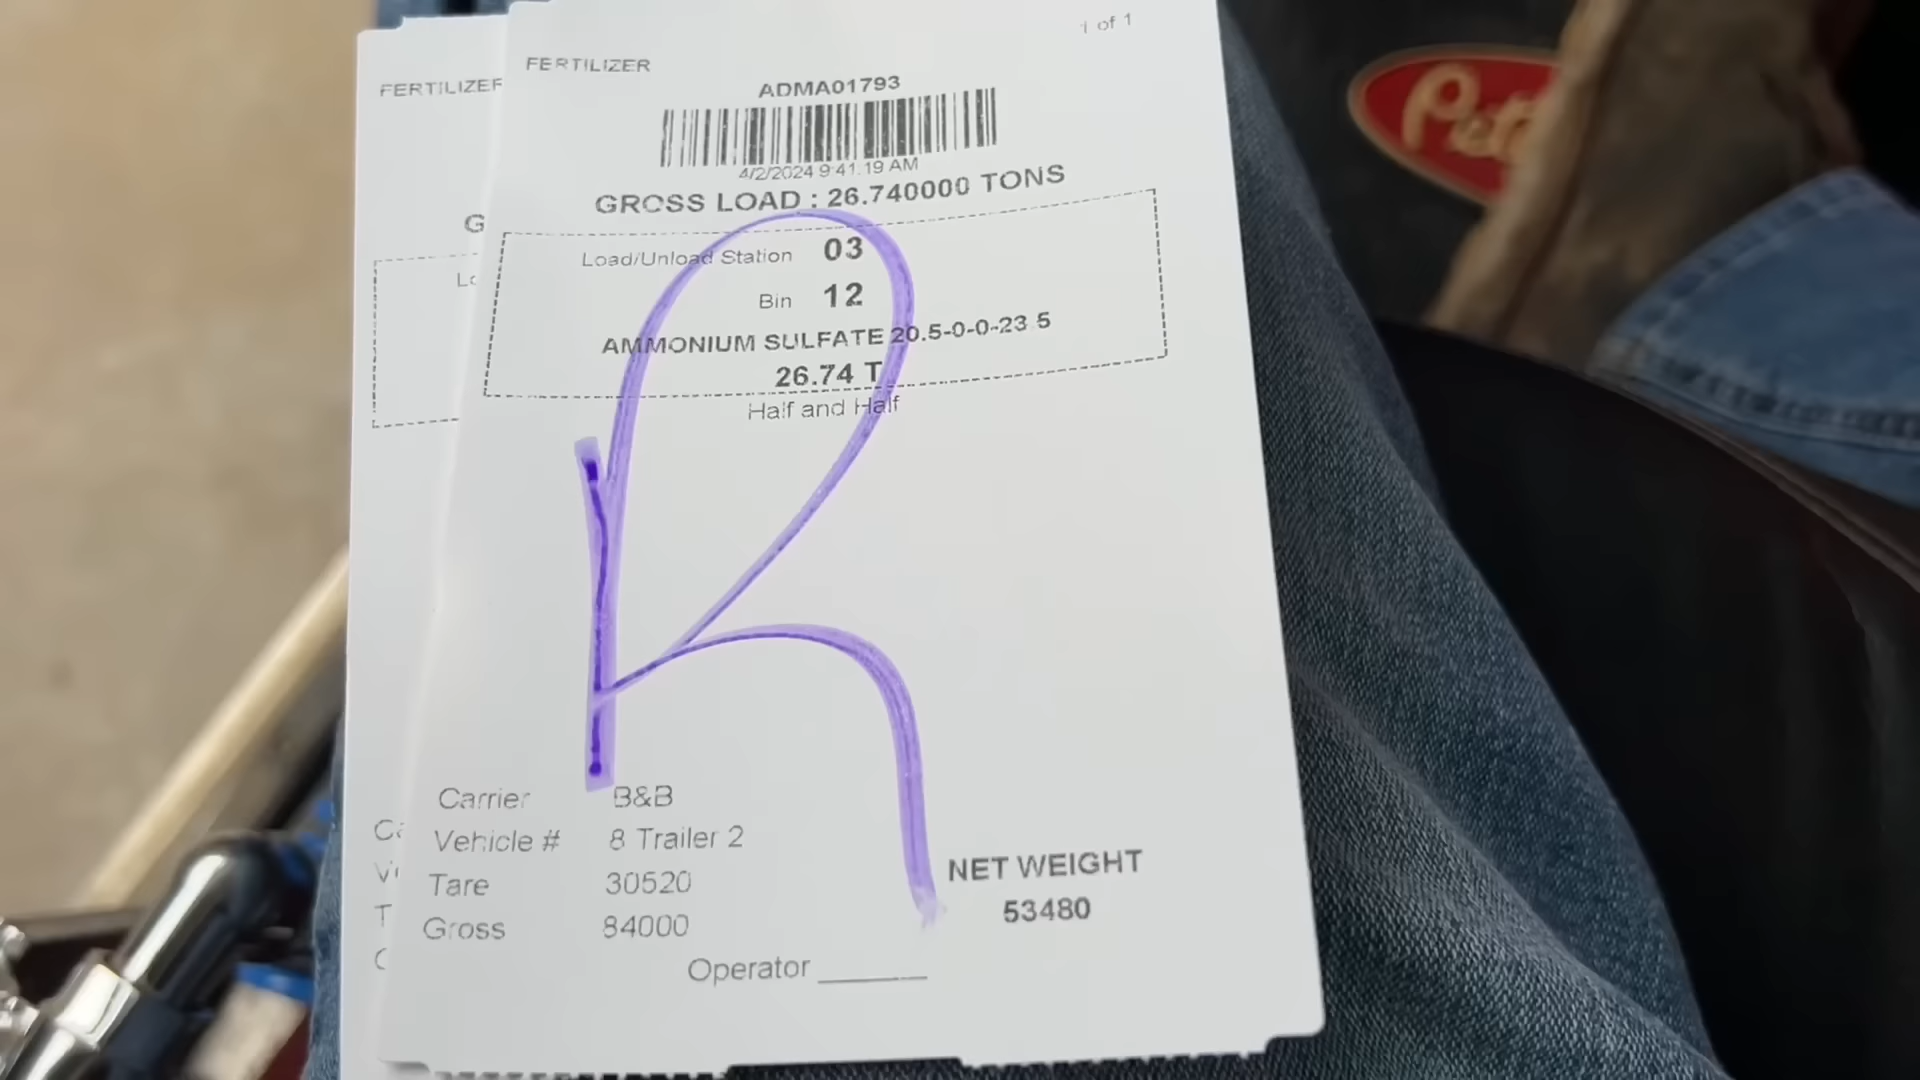 1 of 1
FERTILIZER
FERTILIZER
ADMA01793
4/2/2024 9:41:19 AM
GROSS LOAD : 26.740000 TONS
G
Load/Unload Station 03
Lo
Bin 12
AMMONIUM SULFATE 20.5-0-0-23 5
26.74 T
Half and Half
R
Carrier B&B
Ca
Vehicle # 8 Trailer 2
NET WEIGHT
Tare 30520
T
53480
Gross 84000
Operator